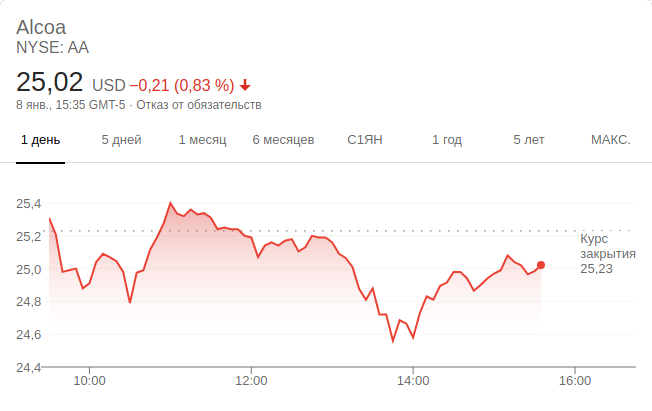 Alcoa
NYSE: AA
25,02 USD −0,21 (0,83 %)
8 янв., 15:35 GMT-5 · Отказ от обязательств
1 день 5 дней 1 месяц 6 месяцев С1ЯН 1 год 5 лет МАКС.
25,4
25,2
25,0
24,8
24,6
24,4
Курс
закрытия
25,23
10:00 12:00 14:00 16:00